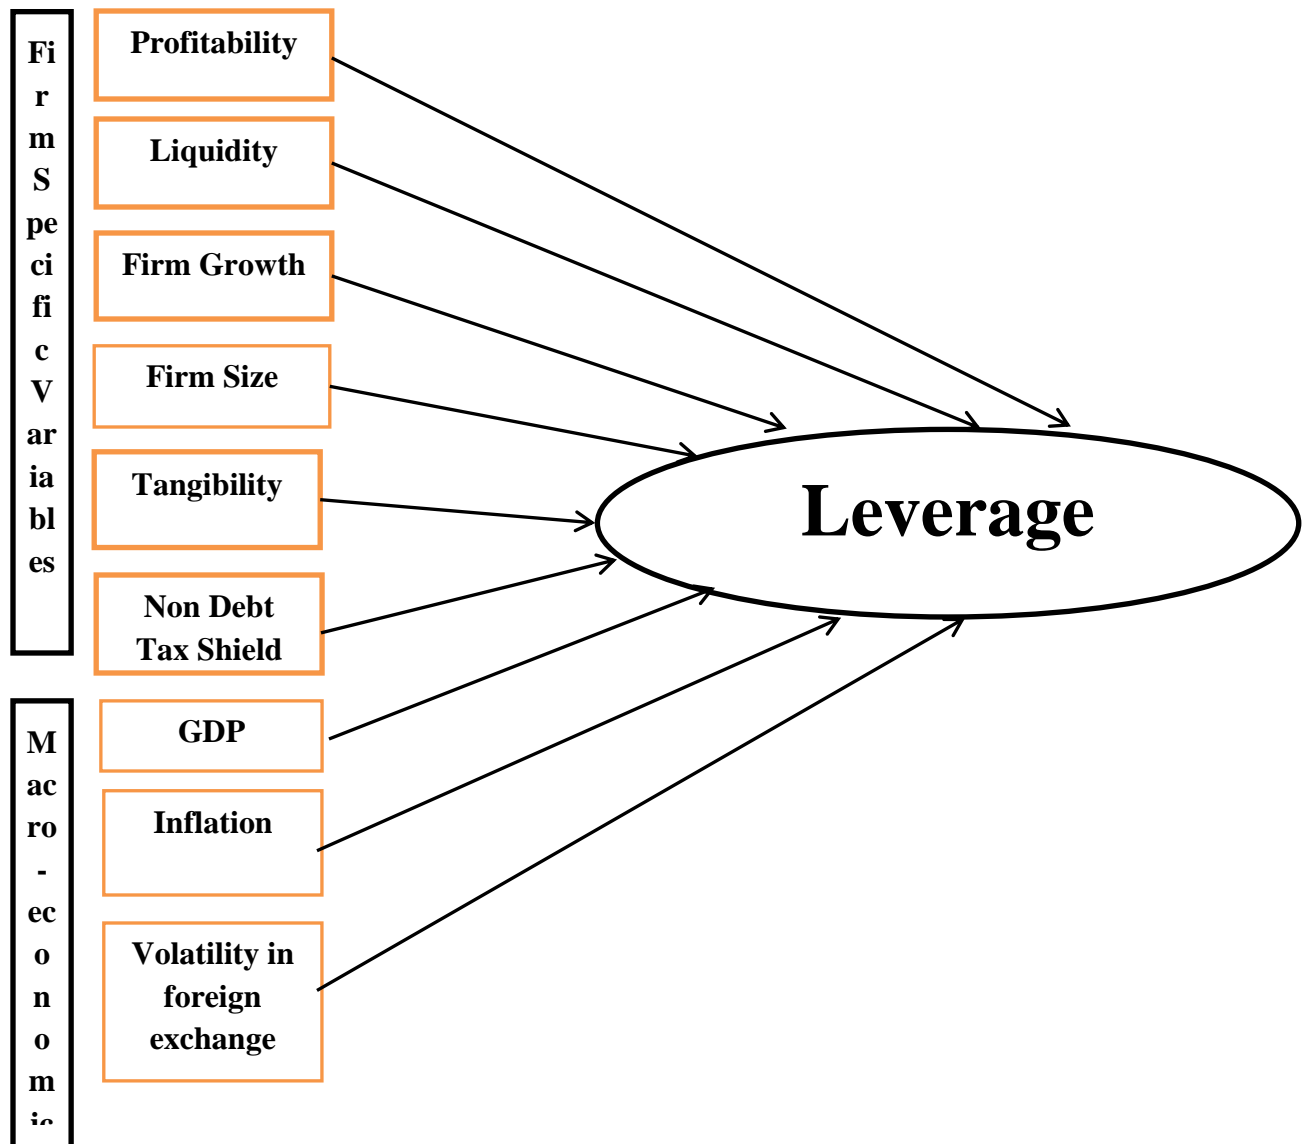 Fi
r
m
S
pe
ci
fi
c
V
ar
ia
bl
es
Profitability
Liquidity
Firm Growth
Firm Size
Tangibility
Non Debt
Tax Shield
Leverage
M
ac
ro
-
ec
o
n
o
m
ic
GDP
Inflation
Volatility in
foreign
exchange